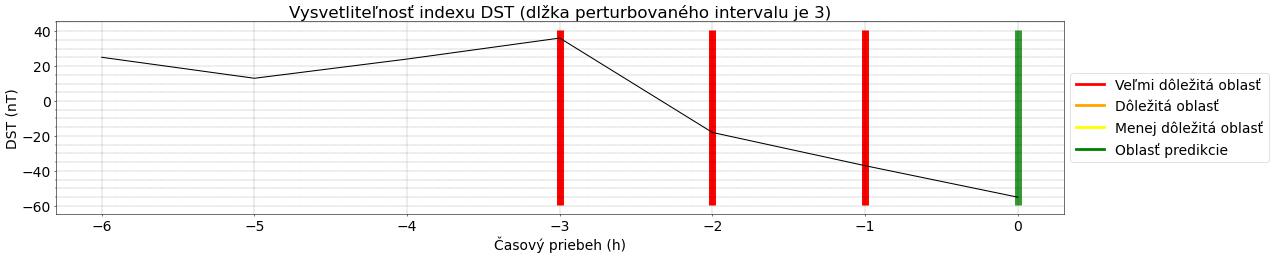 Vysvetliteľnosť indexu DST (dĺžka perturbovaného intervalu je 3)
DST (nT)
40
20
0
−20
−40
−60
−6
−5
−4
−3
−2
−1
0
Časový priebeh (h)
Veľmi dôležitá oblasť
Dôležitá oblasť
Menej dôležitá oblasť
Oblasť predikcie